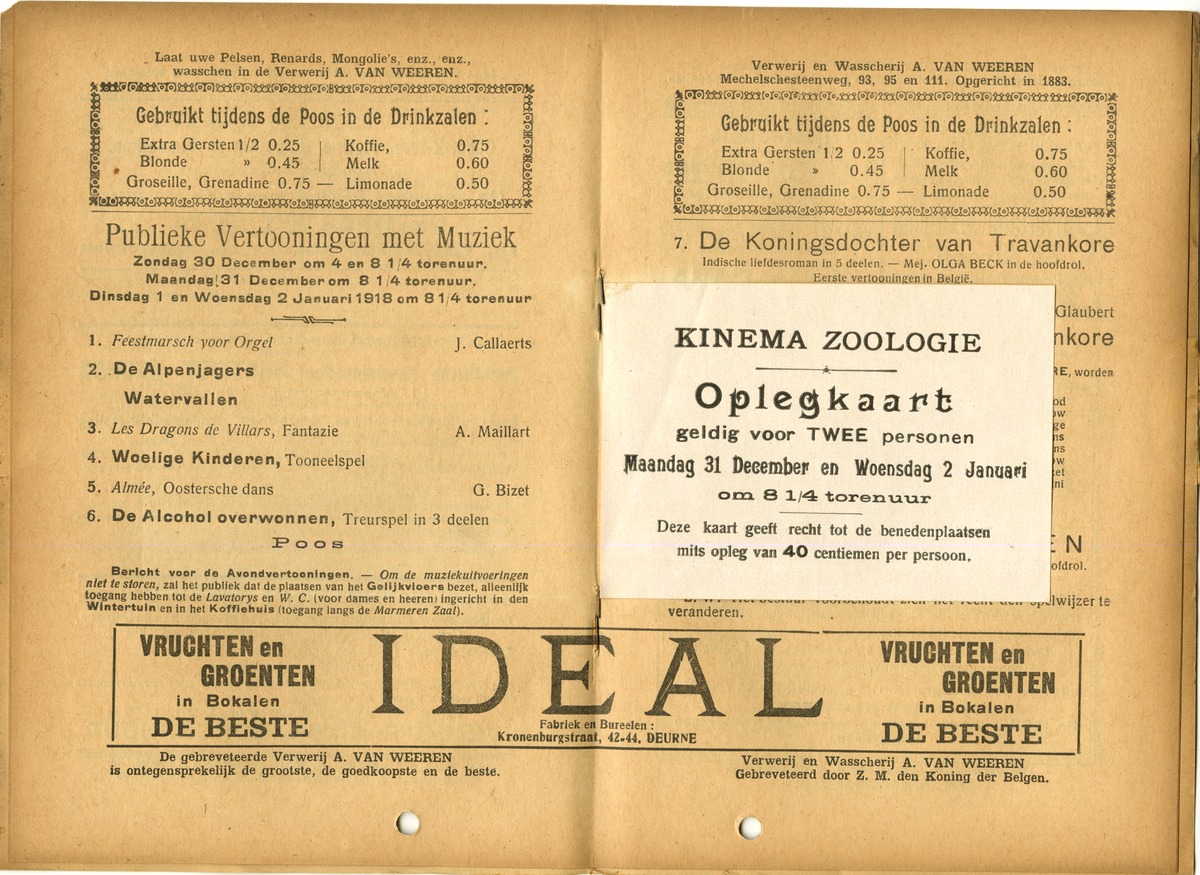 Laat uwe Pelsen, Renards, Mongolie's, enz., enz.,
wasschen in de Verwerij A. VAN WEEREN.
Gebruikt tijdens de Poos in de Drinkzalen :
Extra Gersten 1/2 0.25 | Koffie, 0.75
Blonde » 0.45 | Melk 0.60
Groseille, Grenadine 0.75 — Limonade 0.50
Publieke Vertooningen met Muziek
Zondag 30 December om 4 en 8 1/4 torenuur.
Maandag 31 December om 8 1/4 torenuur.
Dinsdag 1 en Woensdag 2 Januari 1918 om 8 1/4 torenuur
1. Feestmarsch voor Orgel J. Callaerts
2. De Alpenjagers
Watervallen
3. Les Dragons de Villars, Fantazie A. Maillart
4. Woelige Kinderen, Tooneelspel
5. Almée, Oostersche dans G. Bizet
6. De Alcohol overwonnen, Treurspel in 3 deelen
Poos
Bericht voor de Avondvertooningen. — Om de muziekuitvoeringen
niet te storen, zal het publiek dat de plaatsen van het Gelijkvloers bezet, alleenlijk
toegang hebben tot de Lavatorys en W. C. (voor dames en heeren) ingericht in den
Wintertuin en in het Koffiehuis (toegang langs de Marmeren Zaal).
Verwerij en Wasscherij A. VAN WEEREN
Mechelschesteenweg, 93, 95 en 111. Opgericht in 1883.
Gebruikt tijdens de Poos in de Drinkzalen :
Extra Gersten 1/2 0.25 | Koffie, 0.75
Blonde » 0.45 | Melk 0.60
Groseille, Grenadine 0.75 — Limonade 0.50
7. De Koningsdochter van Travankore
Indische liefdesroman in 5 deelen. — Mej. OLGA BECK in de hoofdrol.
Eerste vertooningen in België.
Glaubert
nkore
RE, worden
KINEMA ZOOLOGIE
Oplegkaart
geldig voor TWEE personen
Maandag 31 December en Woensdag 2 Januari
om 8 1/4 torenuur
Deze kaart geeft recht tot de benedenplaatsen
mits opleg van 40 centiemen per persoon.
EN
ofdrol.
spelwijzer te
veranderen.
VRUCHTEN en
GROENTEN
in Bokalen
DE BESTE
IDEAL
Fabriek en Bureelen :
Kronenburgstraat, 42-44, DEURNE
VRUCHTEN en
GROENTEN
in Bokalen
DE BESTE
De gebreveteerde Verwerij A. VAN WEEREN
is ontegensprekelijk de grootste, de goedkoopste en de beste.
Verwerij en Wasscherij A. VAN WEEREN
Gebreveteerd door Z. M. den Koning der Belgen.